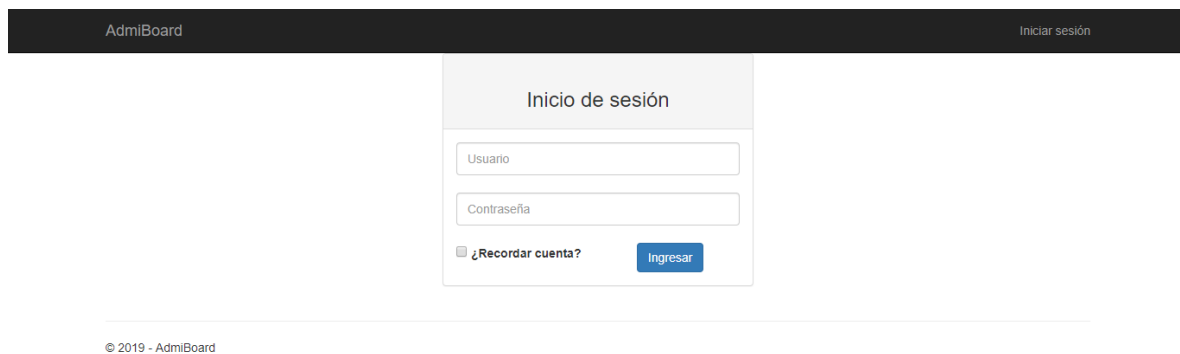 AdmiBoard Iniciar sesión
Inicio de sesión
Usuario
Contraseña
¿Recordar cuenta? Ingresar
© 2019 - AdmiBoard